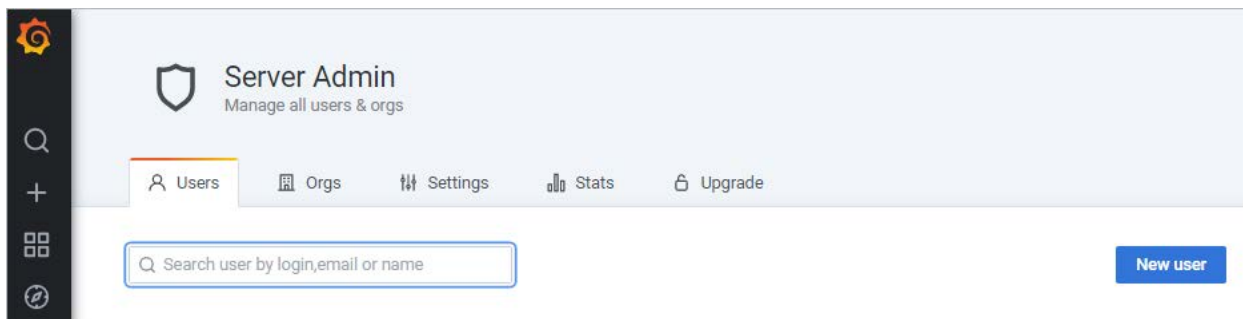 Server Admin
Manage all users & orgs
Users Orgs Settings Stats Upgrade
Search user by login,email or name
New user